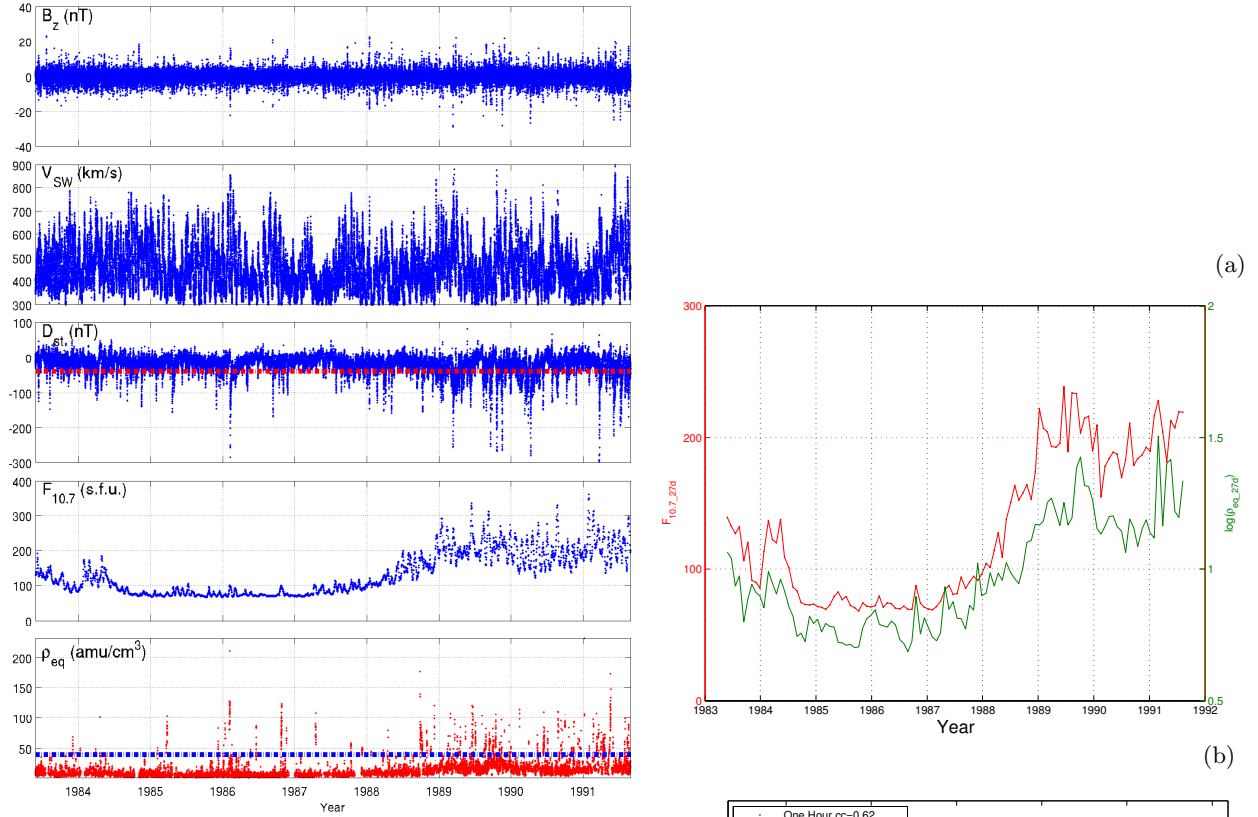 B_z (nT)
40
20
0
-20
-40
V_SW (km/s)
900
800
700
600
500
400
300
D_st. (nT)
100
0
-100
-200
-300
F_10.7 (s.f.u.)
400
300
200
100
0
ρ_eq (amu/cm^3)
200
150
100
50
1984 1985 1986 1987 1988 1989 1990 1991
Year
(a)
300
200
100
0
F_10.7_27d
2
1.5
1
0.5
log(ρ_eq_27d)
1983 1984 1985 1986 1987 1988 1989 1990 1991 1992
Year
(b)
One Hour cc=0.62